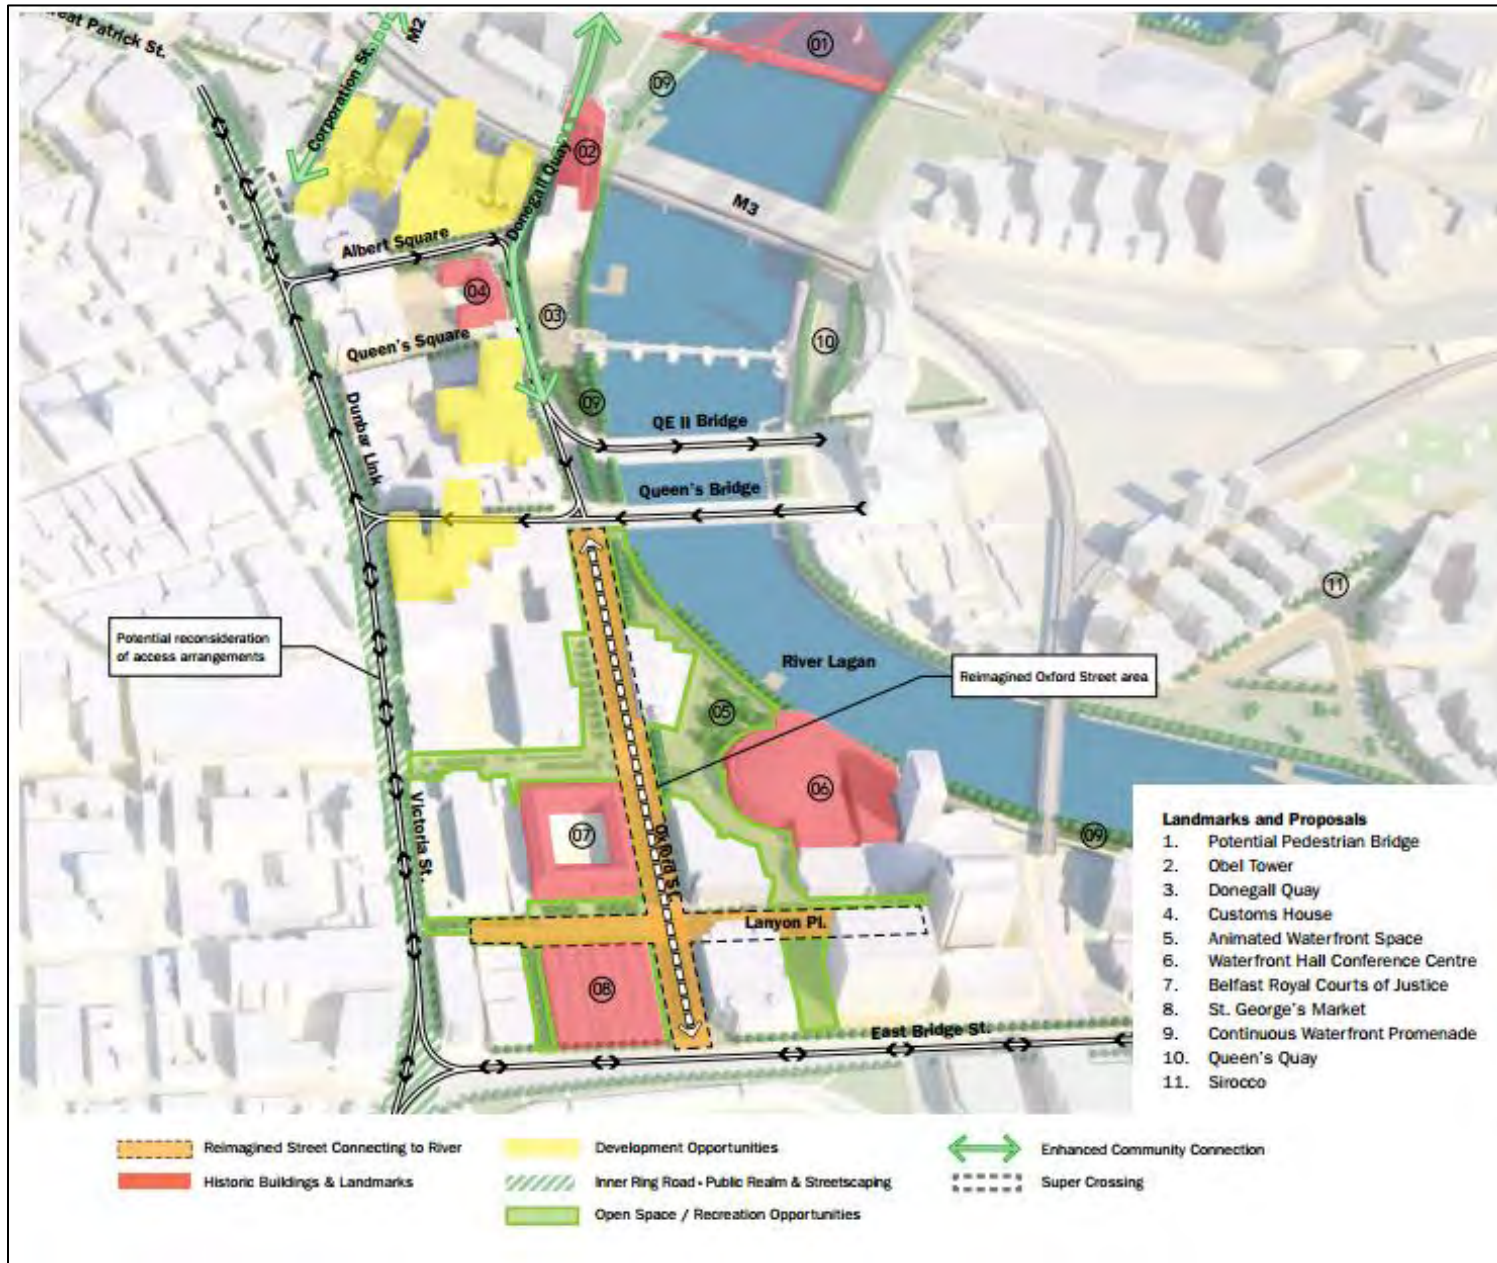 reat Patrick St.
Corporation St.
M2
01
09
Donegall Quay
02
M3
Albert Square
04
03
Queen's Square
10
Dunbar Link
09
QE II Bridge
Queen's Bridge
11
Potential reconsideration
of access arrangements
River Lagan
Reimagined Oxford Street area
05
06
Victoria St.
07
Oxford St.
09
Lanyon Pl.
08
East Bridge St.
Landmarks and Proposals
1. Potential Pedestrian Bridge
2. Obel Tower
3. Donegall Quay
4. Customs House
5. Animated Waterfront Space
6. Waterfront Hall Conference Centre
7. Belfast Royal Courts of Justice
8. St. George's Market
9. Continuous Waterfront Promenade
10. Queen's Quay
11. Sirocco
Reimagined Street Connecting to River
Development Opportunities
Enhanced Community Connection
Historic Buildings & Landmarks
Inner Ring Road - Public Realm & Streetscaping
Super Crossing
Open Space / Recreation Opportunities